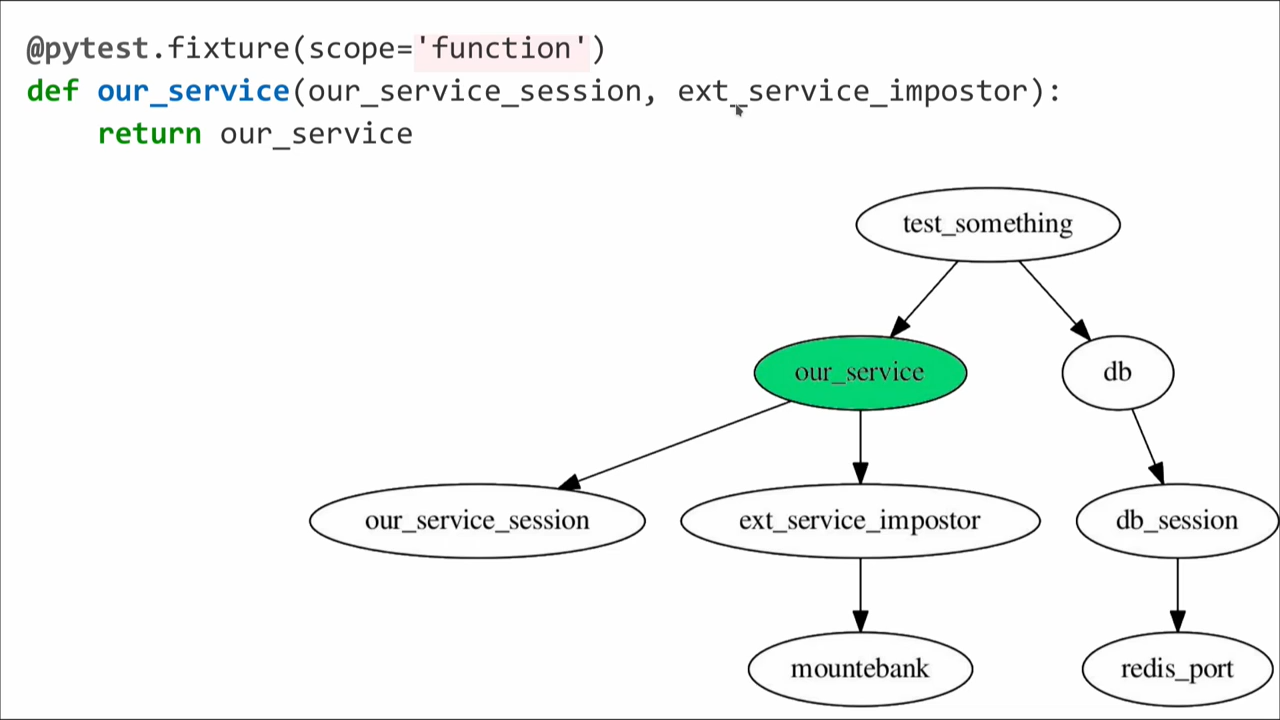 @pytest.fixture(scope='function')
def our_service(our_service_session, ext_service_impostor):
    return our_service
test_something
our_service
db
our_service_session
ext_service_impostor
db_session
mountebank
redis_port